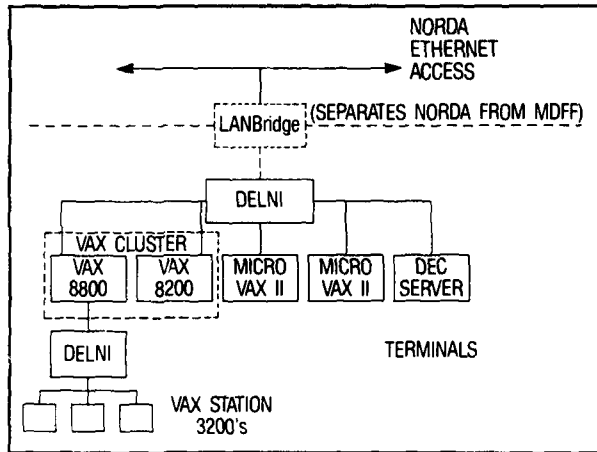 NORDA
ETHERNET
ACCESS
LANBridge
(SEPARATES NORDA FROM MDFF)
DELNI
VAX CLUSTER
VAX
8800
VAX
8200
MICRO
VAX II
MICRO
VAX II
DEC
SERVER
DELNI
TERMINALS
VAX STATION
3200's